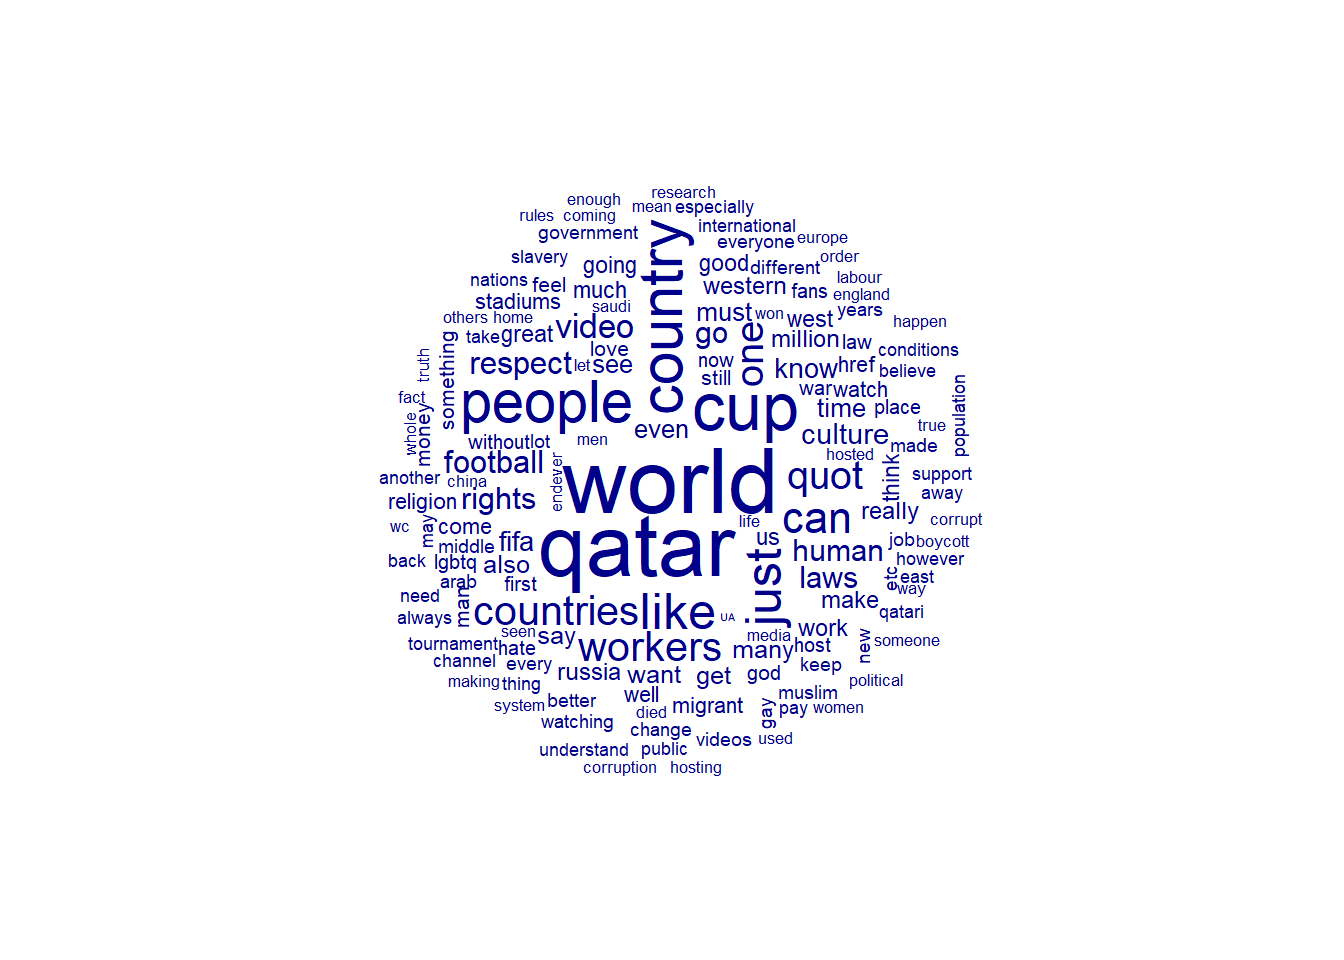 research
enough
mean especially
rules coming
international
government
everyone europe
country
slavery
going
good different
order
labour
nations feel
much
western fans
england
stadiums
saudi
must won west years
others home
video
go
one
million law
happen
take great
love
something
truth
respect let see
now
know href
conditions
still
believe
fact
people
cup
war watch
time place
population
whole
money
even
culture
true
without lot
men
hosted
made
football
world
quot
think
support
another
china
endever
away
religion rights
can really
corrupt
wc
may
come
qatar
life
us
fifa
just
human
job boycott
middle
back
lgbtq also
laws
etc
however
east
arab
first
way
need
man
countries like
make
qatari
always
UA
seen
say
workers
media
work
new
someone
tournament hate
many host
channel
every
russia want get god
keep
making
thing
well
muslim
political
system
better
migrant
gay
pay women
watching
died
change
videos used
understand public
corruption hosting